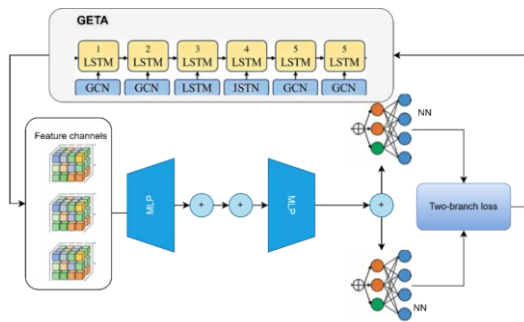 GETA
1 2 3 4 5 5
LSTM LSTM LSTM LSTM LSTM LSTM
GCN GCN LSTM JSTN GCN GCN
Feature channels
MLP
+
+
MLP
+
NN
Two-branch loss
NN